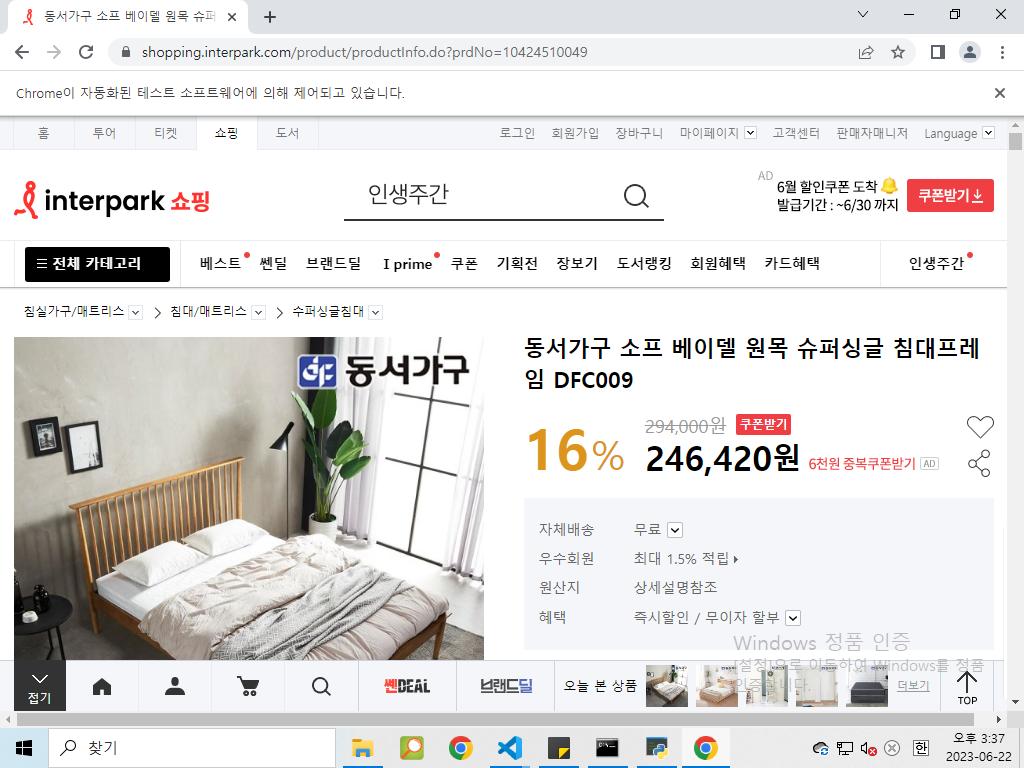 동서가구 소프 베이델 원목 슈퍼
shopping.interpark.com/product/productInfo.do?prdNo=10424510049
Chrome이 자동화된 테스트 소프트웨어에 의해 제어되고 있습니다.
홈 투어 티켓 쇼핑 도서 로그인 회원가입 장바구니 마이페이지 고객센터 판매자매니저 Language
interpark 쇼핑
인생주간
AD
6월 할인쿠폰 도착
발급기간 : ~6/30 까지
쿠폰받기
전체 카테고리 베스트 쎈딜 브랜드딜 I prime 쿠폰 기획전 장보기 도서랭킹 회원혜택 카드혜택 인생주간
침실가구/매트리스 > 침대/매트리스 > 수퍼싱글침대
동서가구
동서가구 소프 베이델 원목 슈퍼싱글 침대프레
임 DFC009
16%
294,000원 쿠폰받기
246,420원 6천원 중복쿠폰받기 AD
자체배송 무료
우수회원 최대 1.5% 적립
원산지 상세설명참조
혜택 즉시할인 / 무이자 할부
Windows 정품 인증
[설정]으로 이동하여 Windows를 정품
인증합니다.
접기
쎈DEAL
브랜드딜
오늘 본 상품
더보기
TOP
찾기
한
오후 3:37
2023-06-22